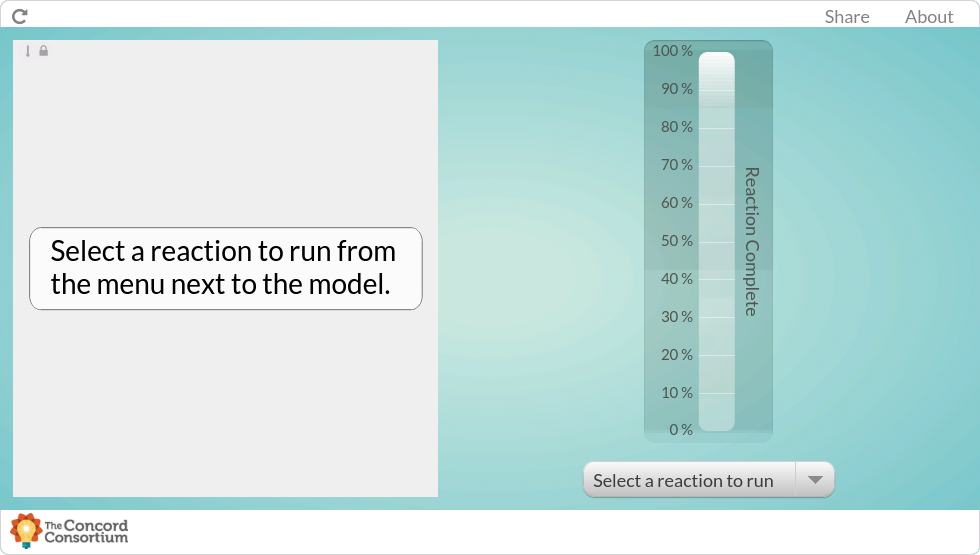 Share
About
Select a reaction to run from
the menu next to the model.
100 %
90 %
80 %
70 %
60 %
50 %
40 %
30 %
20 %
10 %
0 %
Reaction Complete
Select a reaction to run
The Concord
Consortium